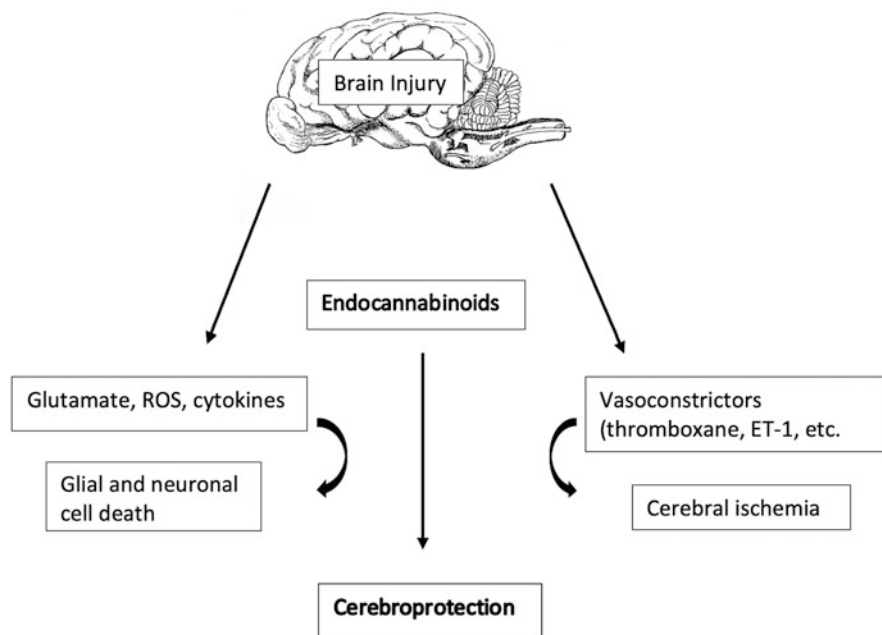 Brain Injury
Endocannabinoids
Glutamate, ROS, cytokines
Vasoconstrictors
(thromboxane, ET-1, etc.
Glial and neuronal
cell death
Cerebral ischemia
Cerebroprotection